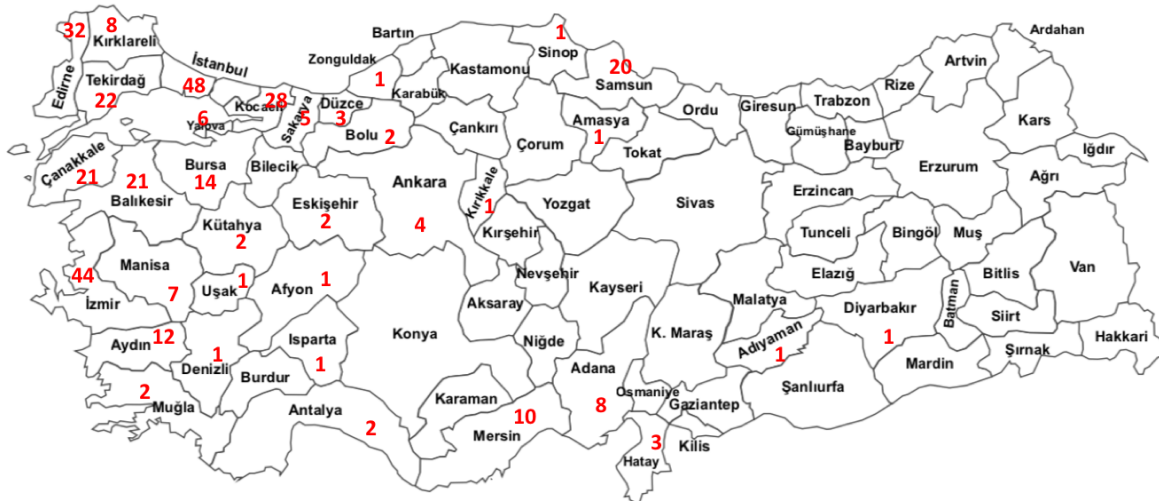 32
8
Kırklareli
Edirne
Tekirdağ
22
İstanbul
48
Kocaeli
28
6
Yalova
Sakarya
5
Düzce
3
Zonguldak
1
Bartın
Karabük
Kastamonu
1
Sinop
20
Samsun
Ordu
Giresun
Trabzon
Rize
Artvin
Ardahan
Kars
Iğdır
Gümüşhane
Bayburt
Erzurum
Ağrı
Bolu
2
Çankırı
Çorum
Amasya
1
Tokat
Çanakkale
21
21
Balıkesir
Bursa
14
Bilecik
Eskişehir
2
Ankara
4
Kırıkkale
1
Kırşehir
Yozgat
Sivas
Erzincan
Tunceli
Bingöl
Muş
Bitlis
Van
Kütahya
2
Manisa
7
44
İzmir
Uşak
1
Afyon
1
Konya
Aksaray
Nevşehir
Kayseri
Malatya
Elazığ
Diyarbakır
1
Batman
Siirt
Şırnak
Hakkari
Mardin
Aydın
12
Denizli
1
Isparta
1
Burdur
Niğde
Adana
8
K. Maraş
Adıyaman
1
Şanlıurfa
2
Muğla
Antalya
2
Karaman
Mersin
10
Osmaniye
Gaziantep
Kilis
3
Hatay